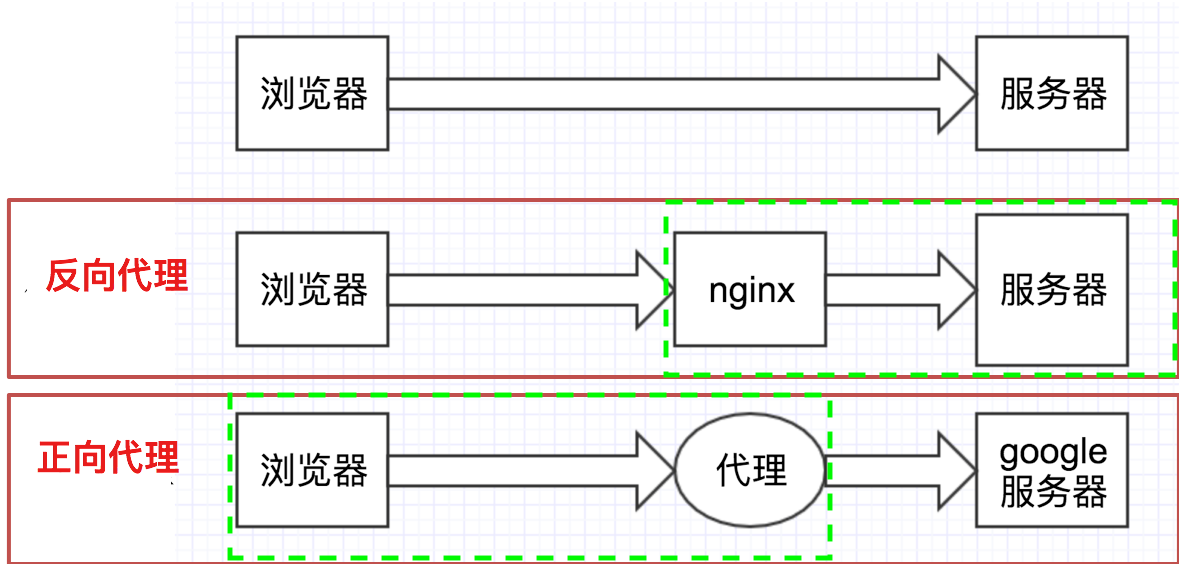 浏览器
服务器
反向代理
浏览器
nginx
服务器
正向代理
浏览器
代理
google
服务器